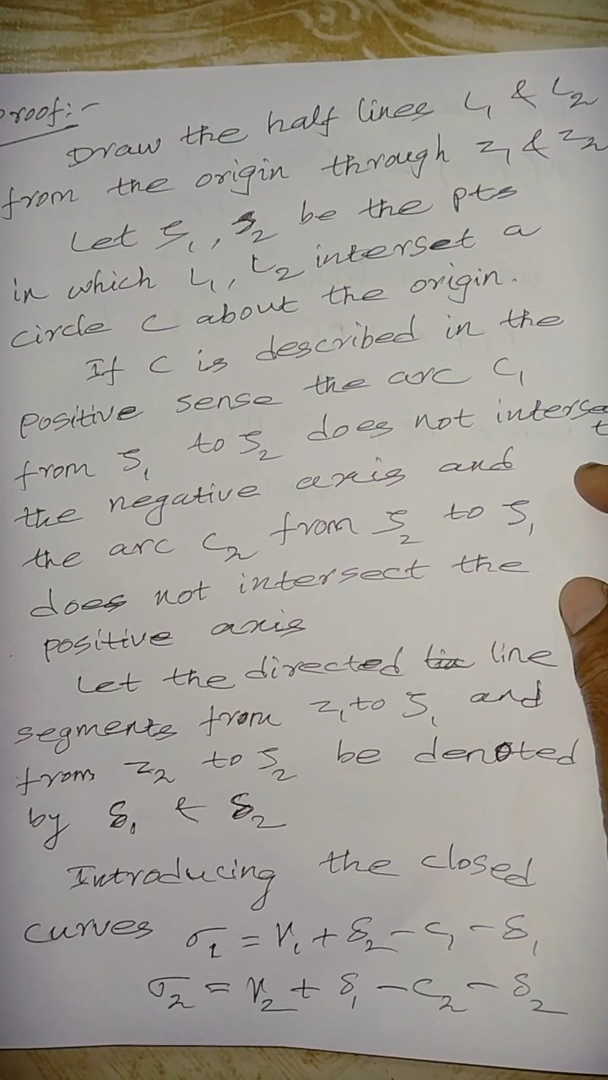 Proof:-
Draw the half lines L₁ & L₂
from the origin through z₁ & z₂
Let ζ₁, ζ₂ be the pts
in which L₁, L₂ interset a
circle C about the origin.
If C is described in the
positive sense the arc C₁
from ζ₁ to ζ₂ does not intersect
the negative axis and
the arc C₂ from ζ₂ to ζ₁
does not intersect the
positive axis
Let the directed line
segments from z₁ to ζ₁ and
from z₂ to ζ₂ be denoted
by δ₁ & δ₂
Introducing the closed
curves σ₁ = γ₁ + δ₂ - C₁ - δ₁
σ₂ = γ₂ + δ₁ - C₂ - δ₂